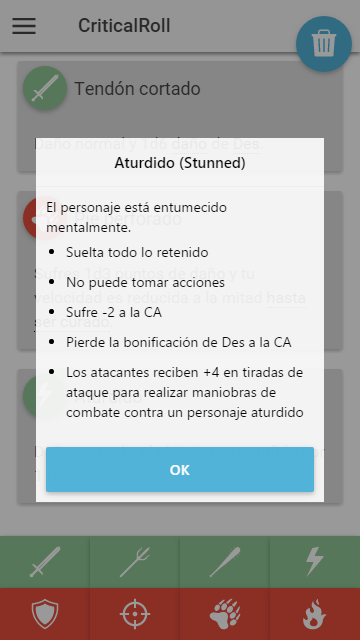 CriticalRoll
Tendón cortado
Daño normal y 1d6 daño de Des.
Aturdido (Stunned)
El personaje está entumecido
mentalmente.
Suelta todo lo retenido
No puede tomar acciones
Sufre -2 a la CA
Pierde la bonificación de Des a la CA
Los atacantes reciben +4 en tiradas de
ataque para realizar maniobras de
combate contra un personaje aturdido
Pie perforado
Sufres 1d3 puntos de daño y tu
velocidad es reducida a la mitad hasta
ser curado.
OK